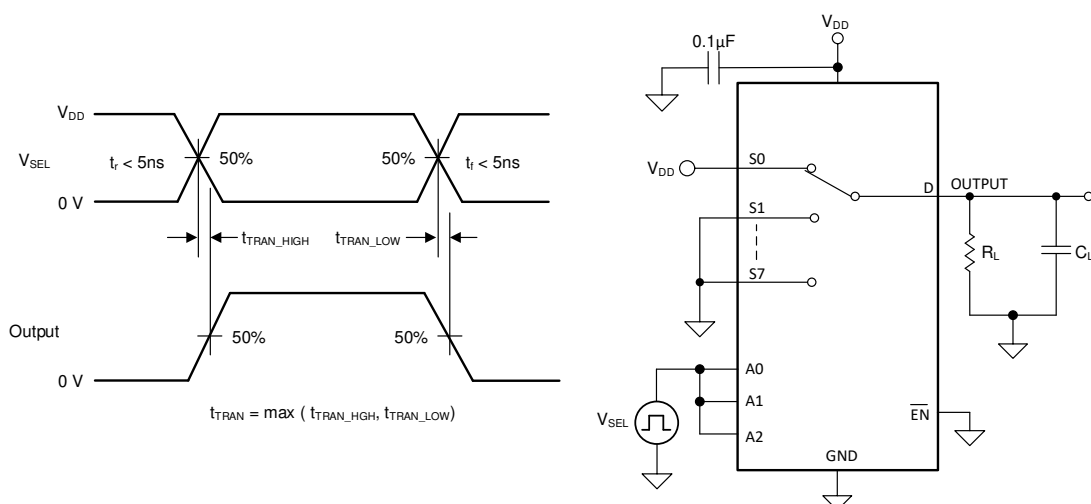 V_DD
V_SEL
0 V
t_r < 5ns
50%
50%
t_f < 5ns
t_TRAN_HIGH
t_TRAN_LOW
Output
50%
50%
0 V
t_TRAN = max ( t_TRAN_HGH, t_TRAN_LOW)
V_DD
0.1µF
V_DD
S0
S1
S7
D
OUTPUT
R_L
C_L
A0
A1
A2
V_SEL
EN
GND